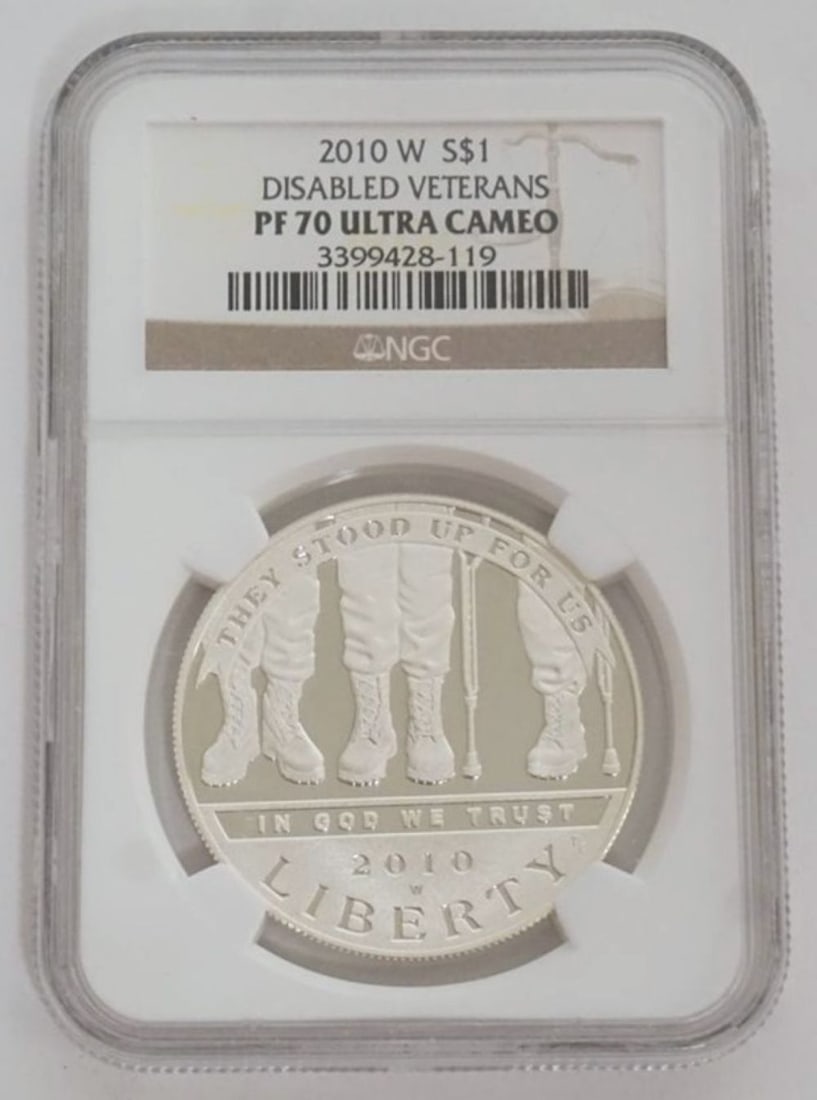 2010 W S$1
DISABLED VETERANS
PF 70 ULTRA CAMEO
3399428-119
NGC
THEY STOOD UP FOR US
IN GOD WE TRUST
2010
W
LIBERTY